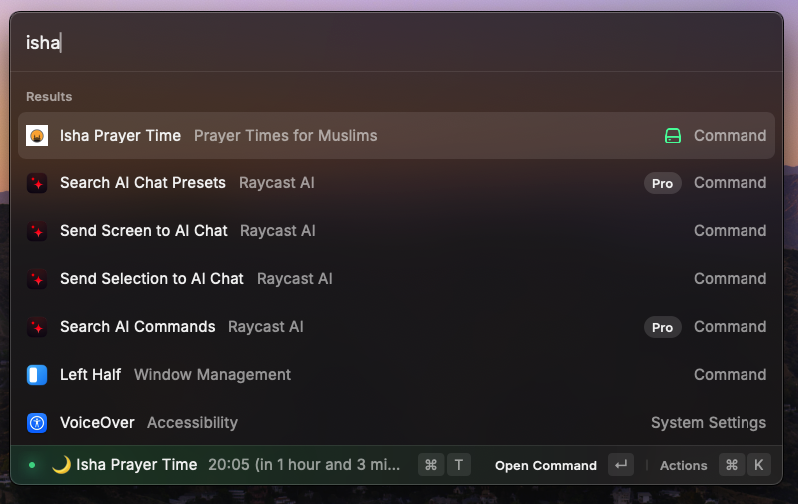 isha
Results
Isha Prayer Time Prayer Times for Muslims Command
Search AI Chat Presets Raycast AI Pro Command
Send Screen to AI Chat Raycast AI Command
Send Selection to AI Chat Raycast AI Command
Search AI Commands Raycast AI Pro Command
Left Half Window Management Command
VoiceOver Accessibility System Settings
🌙 Isha Prayer Time 20:05 (in 1 hour and 3 mi... ⌘ T Open Command ↵ Actions ⌘ K